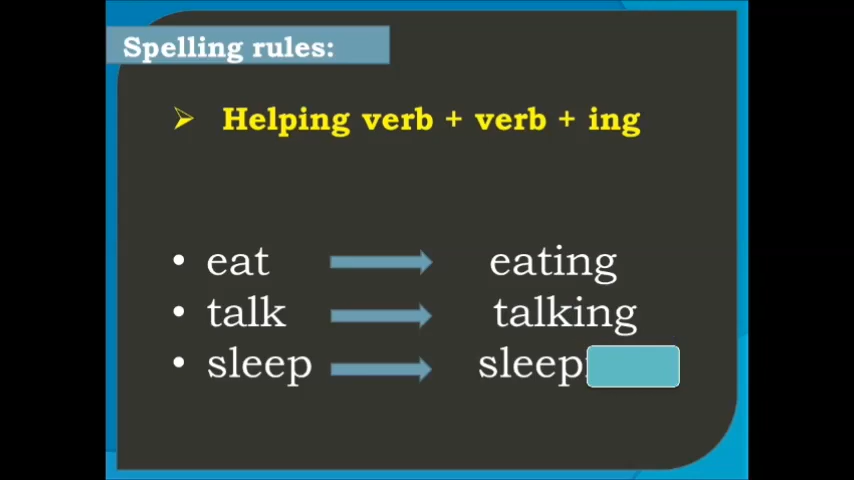 Spelling rules:
➢ Helping verb + verb + ing
• eat eating
• talk talking
• sleep sleep